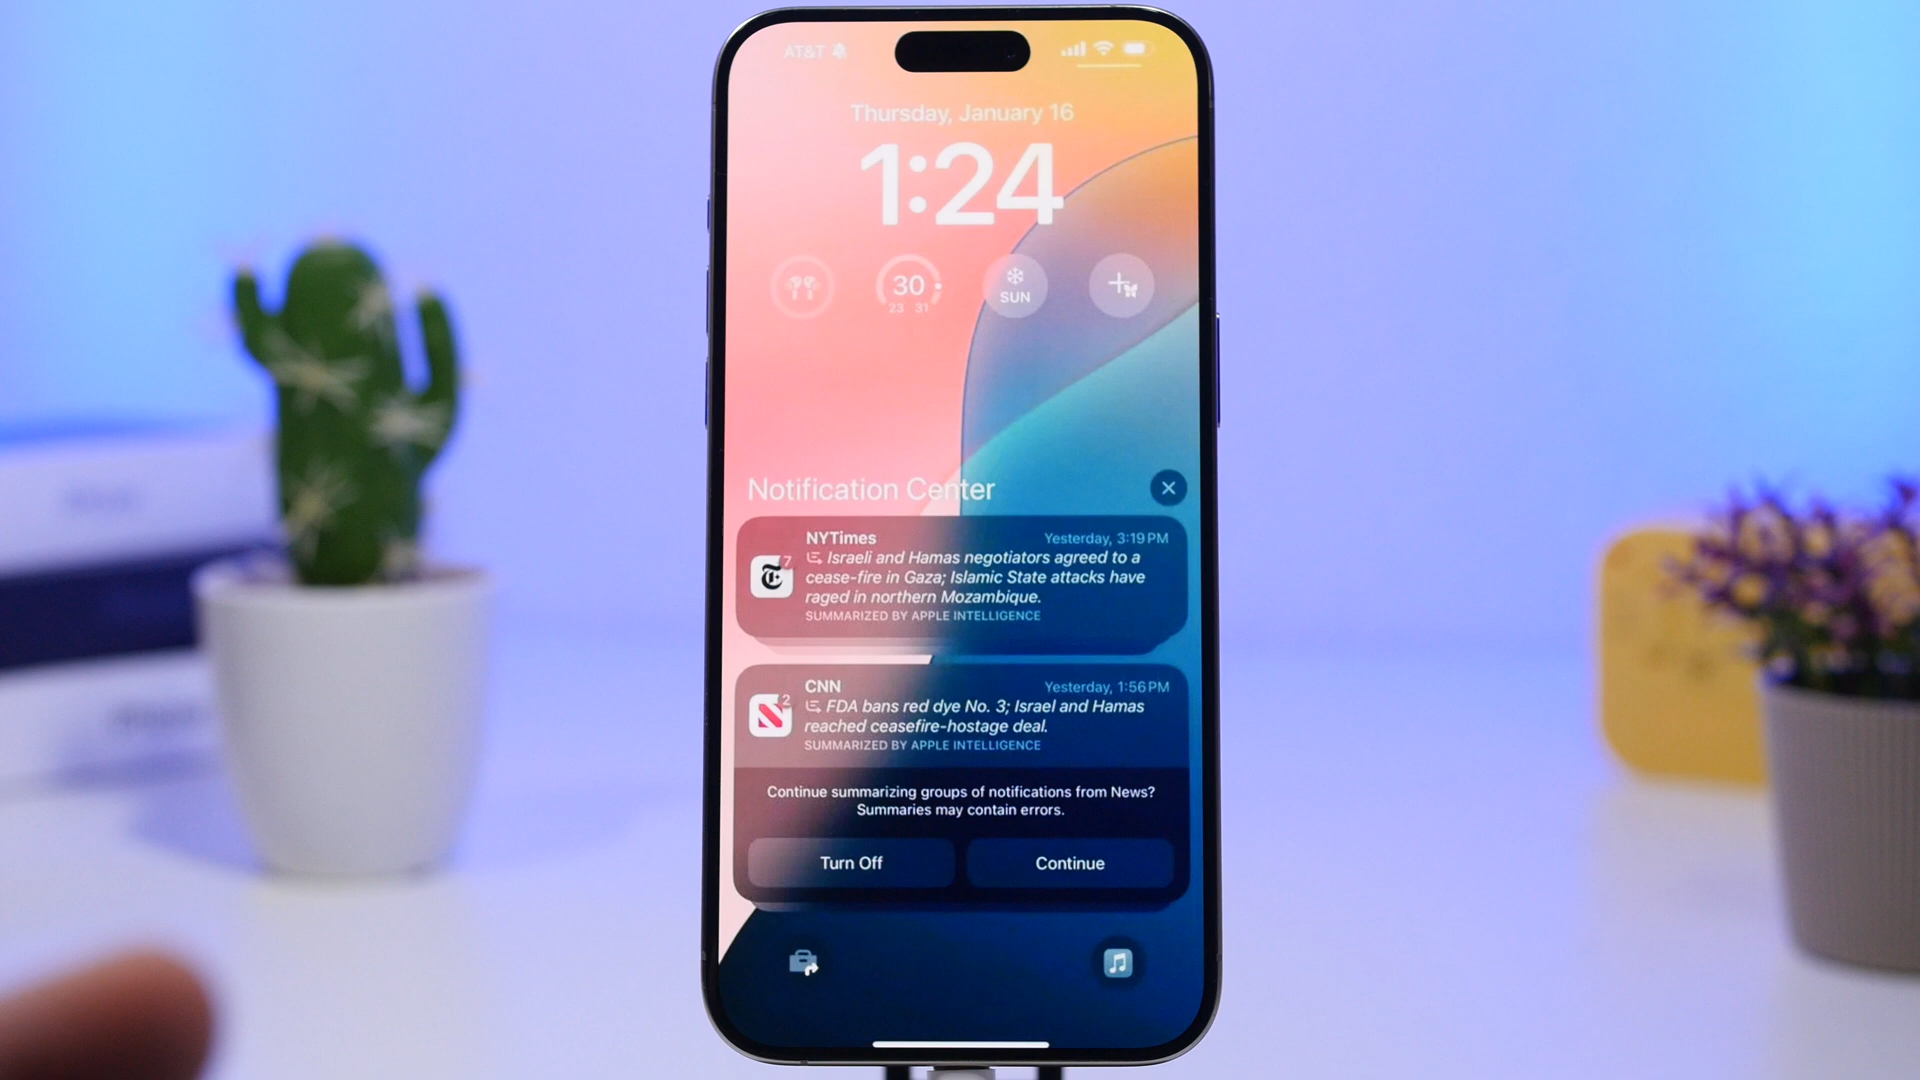 AT&T
Thursday, January 16
1:24
30
23 31
SUN
Notification Center
NYTimes
Yesterday, 3:19 PM
7
Israeli and Hamas negotiators agreed to a
cease-fire in Gaza; Islamic State attacks have
raged in northern Mozambique.
SUMMARIZED BY APPLE INTELLIGENCE
CNN
Yesterday, 1:56 PM
2
FDA bans red dye No. 3; Israel and Hamas
reached ceasefire-hostage deal.
SUMMARIZED BY APPLE INTELLIGENCE
Continue summarizing groups of notifications from News?
Summaries may contain errors.
Turn Off
Continue